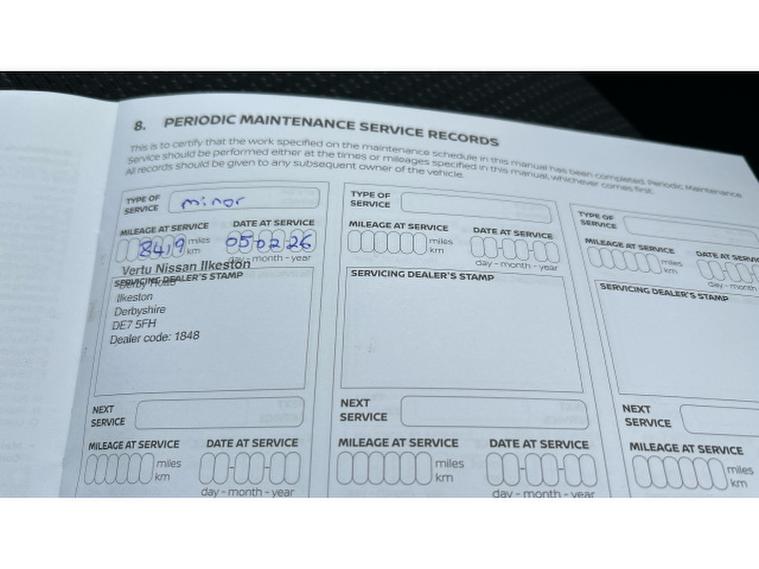 8. PERIODIC MAINTENANCE SERVICE RECORDS
This is to certify that the work specified on the maintenance schedule in this manual has been completed. Periodic Maintenance
Service should be performed either at the times or mileages specified in this manual, whichever comes first.
All records should be given to any subsequent owner of the vehicle.
TYPE OF SERVICE minor
MILEAGE AT SERVICE DATE AT SERVICE
8419 miles km 05 02 26
day - month - year
Vertu Nissan Ilkeston
SERVICING DEALER'S STAMP
Derby Road
Ilkeston
Derbyshire
DE7 5FH
Dealer code: 1848
NEXT SERVICE
MILEAGE AT SERVICE DATE AT SERVICE
miles km
day - month - year
TYPE OF SERVICE
MILEAGE AT SERVICE DATE AT SERVICE
miles km
day - month - year
SERVICING DEALER'S STAMP
NEXT SERVICE
MILEAGE AT SERVICE DATE AT SERVICE
miles km
day - month - year
TYPE OF SERVICE
MILEAGE AT SERVICE DATE AT
miles km
day - month
SERVICING DEALER'S STAMP
NEXT SERVICE
MILEAGE AT SERVICE
miles km